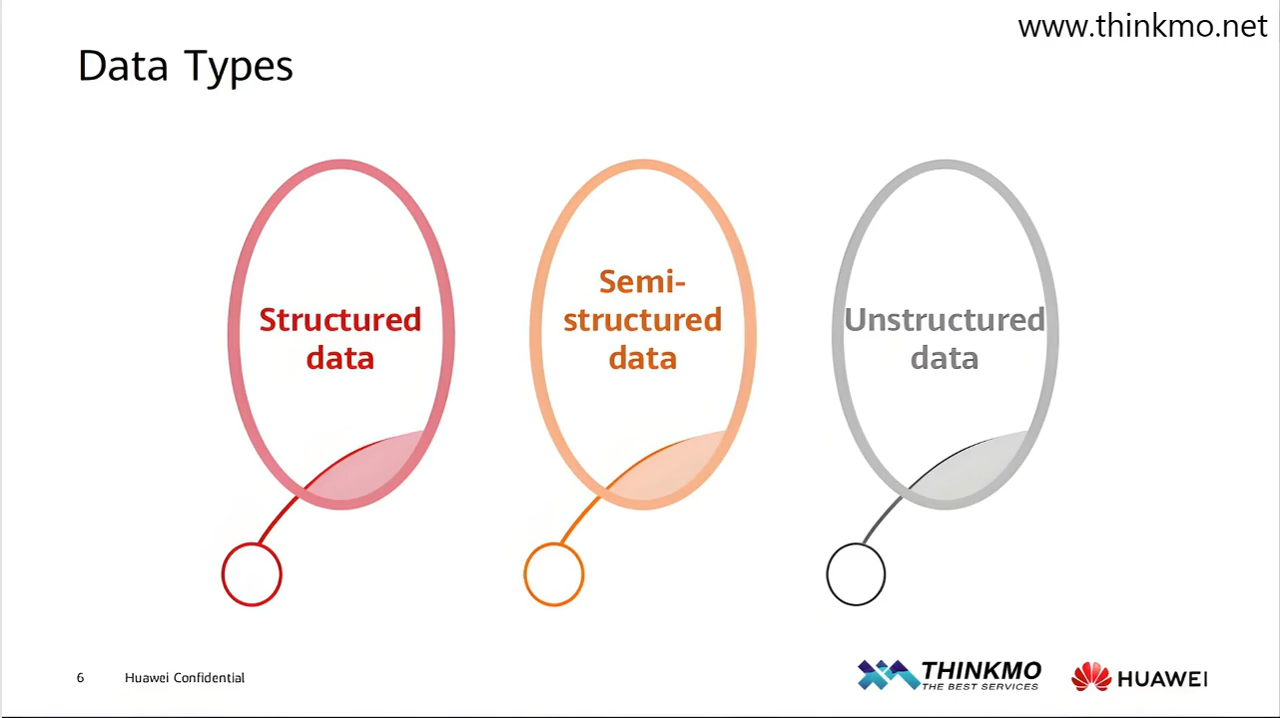 www.thinkmo.net
Data Types
Structured
data
Semi-
structured
data
Unstructured
data
6
Huawei Confidential
THINKMO
THE BEST SERVICES
HUAWEI